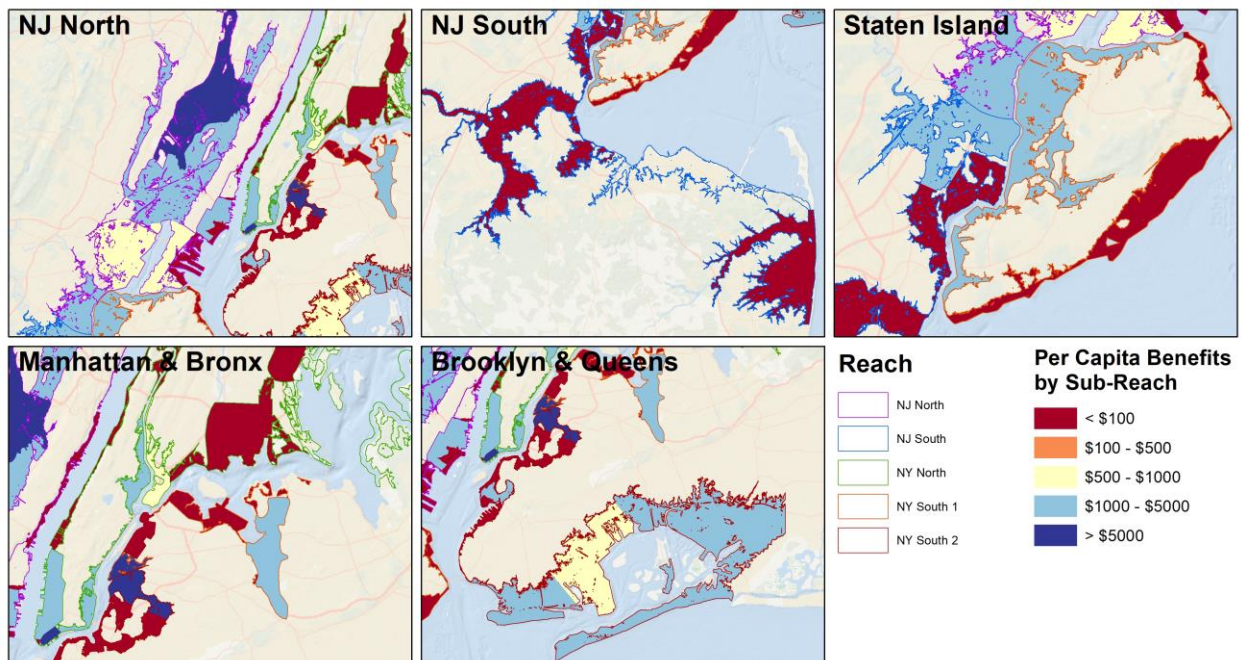 NJ North
NJ South
Staten Island
Manhattan & Bronx
Brooklyn & Queens
Reach
NJ North
NJ South
NY North
NY South 1
NY South 2
Per Capita Benefits
by Sub-Reach
< $100
$100 - $500
$500 - $1000
$1000 - $5000
> $5000